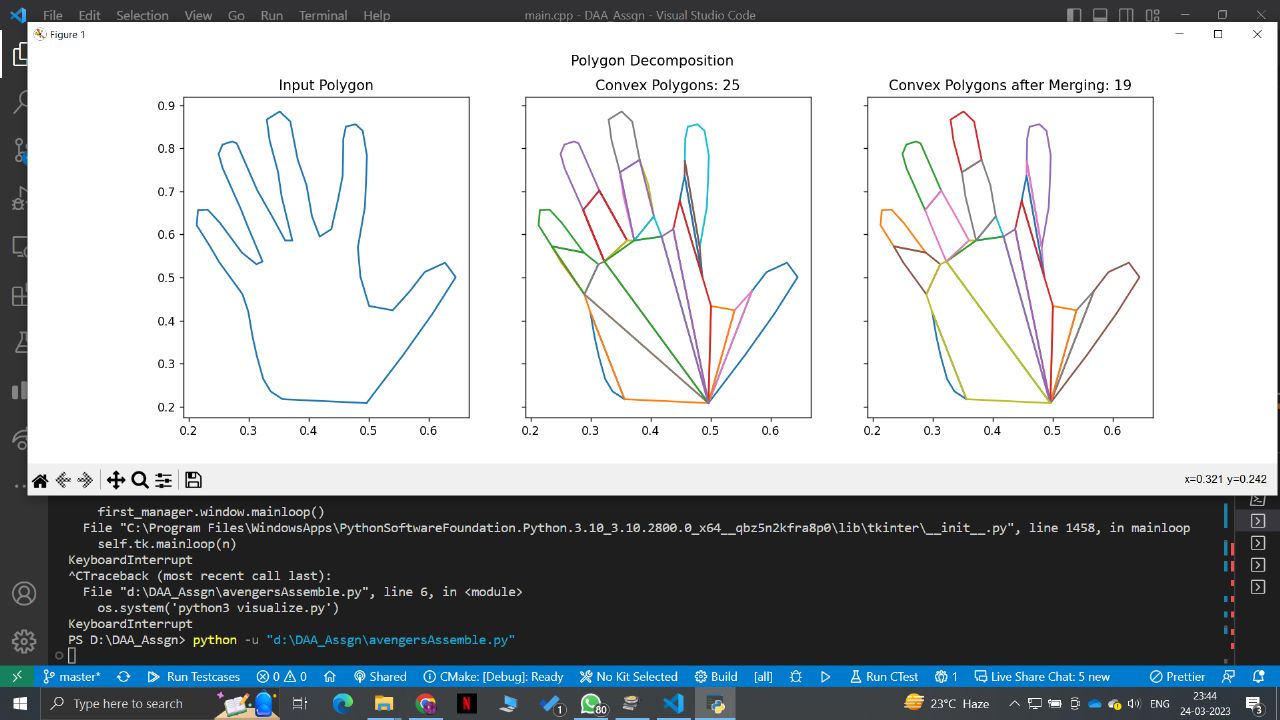 File Edit Selection View Go Run Terminal Help main.cpp - DAA_Assgn - Visual Studio Code
Figure 1
Polygon Decomposition
Input Polygon Convex Polygons: 25 Convex Polygons after Merging: 19
0.9
0.8
0.7
0.6
0.5
0.4
0.3
0.2
0.2 0.3 0.4 0.5 0.6 0.2 0.3 0.4 0.5 0.6 0.2 0.3 0.4 0.5 0.6
x=0.321 y=0.242
first_manager.window.mainloop()
File "C:\Program Files\WindowsApps\PythonSoftwareFoundation.Python.3.10_3.10.2800.0_x64__qbz5n2kfra8p0\lib\tkinter\__init__.py", line 1458, in mainloop
self.tk.mainloop(n)
KeyboardInterrupt
^CTraceback (most recent call last):
File "d:\DAA_Assgn\avengersAssemble.py", line 6, in <module>
os.system('python3 visualize.py')
KeyboardInterrupt
PS D:\DAA_Assgn> python -u "d:\DAA_Assgn\avengersAssemble.py"
master* Run Testcases 0 0 Shared CMake: [Debug]: Ready No Kit Selected Build [all] Run CTest 1 Live Share Chat: 5 new Prettier
Type here to search 1 80 23°C Haze ENG 23:44 3
24-03-2023